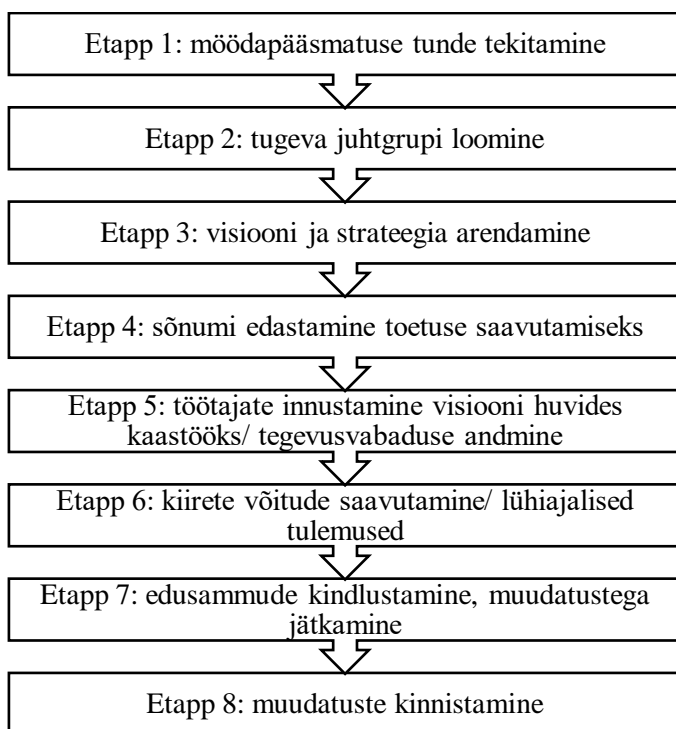 Etapp 1: möödapääsmatuse tunde tekitamine
Etapp 2: tugeva juhtgrupi loomine
Etapp 3: visiooni ja strateegia arendamine
Etapp 4: sõnumi edastamine toetuse saavutamiseks
Etapp 5: töötajate innustamine visiooni huvides
kaastööks/ tegevusvabaduse andmine
Etapp 6: kiirete võitude saavutamine/ lühiajalised
tulemused
Etapp 7: edusammude kindlustamine, muudatustega
jätkamine
Etapp 8: muudatuste kinnistamine